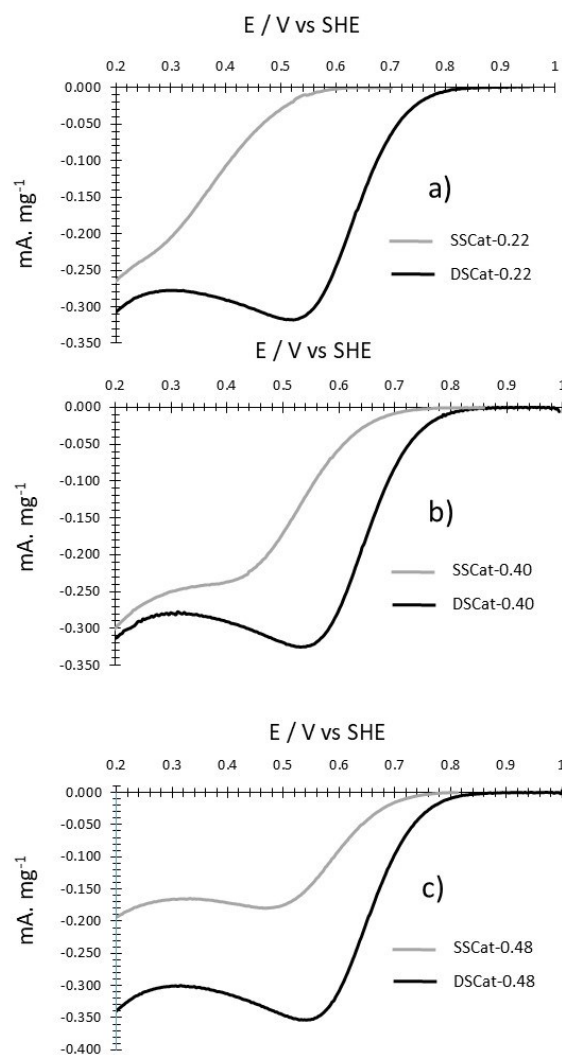 E / V vs SHE
0.2 0.3 0.4 0.5 0.6 0.7 0.8 0.9 1
0.000
-0.050
-0.100
-0.150
-0.200
-0.250
-0.300
-0.350
mA. mg-1
a)
SSCat-0.22
DSCat-0.22
E / V vs SHE
0.2 0.3 0.4 0.5 0.6 0.7 0.8 0.9 1
0.000
-0.050
-0.100
-0.150
-0.200
-0.250
-0.300
-0.350
mA. mg-1
b)
SSCat-0.40
DSCat-0.40
E / V vs SHE
0.2 0.3 0.4 0.5 0.6 0.7 0.8 0.9 1
0.000
-0.050
-0.100
-0.150
-0.200
-0.250
-0.300
-0.350
-0.400
mA. mg-1
c)
SSCat-0.48
DSCat-0.48